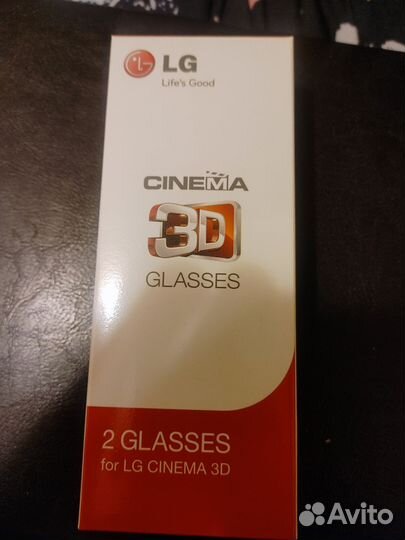 LG
Life's Good
CINEMA
3D
GLASSES
2 GLASSES
for LG CINEMA 3D
Avito